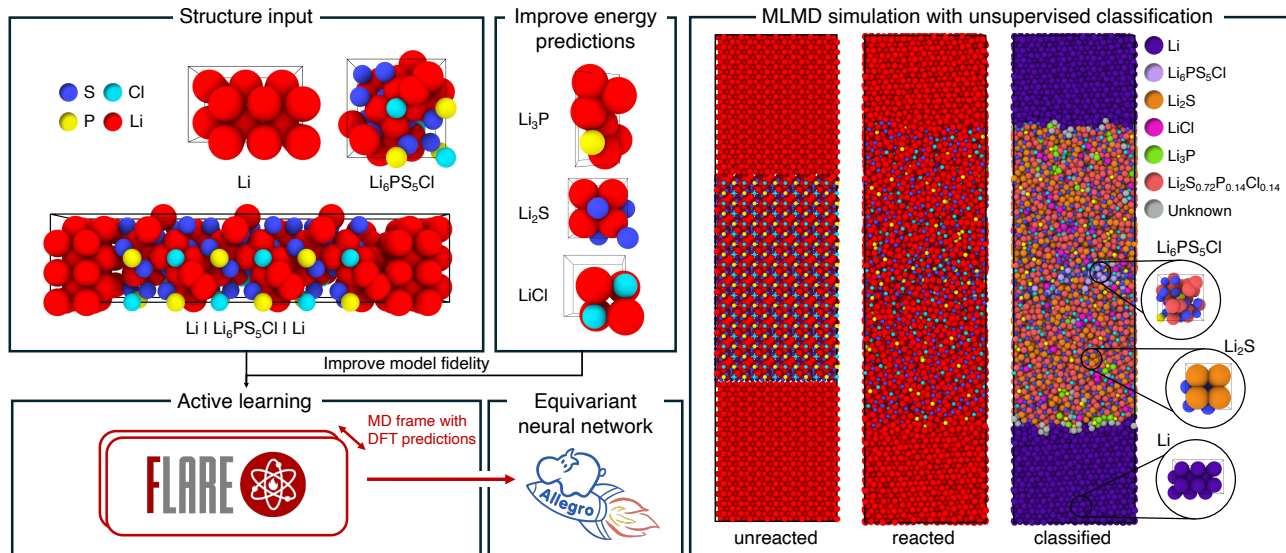 Structure input
S
Cl
P
Li
Li
Li₆PS₅Cl
Li | Li₆PS₅Cl | Li
Improve energy
predictions
Li₃P
Li₂S
LiCl
Improve model fidelity
Active learning
MD frame with
DFT predictions
FLARE
Equivariant
neural network
Allegro
MLMD simulation with unsupervised classification
unreacted
reacted
classified
Li
Li₆PS₅Cl
Li₂S
LiCl
Li₃P
Li₂S₀.₇₂P₀.₁₄Cl₀.₁₄
Unknown
Li₆PS₅Cl
Li₂S
Li